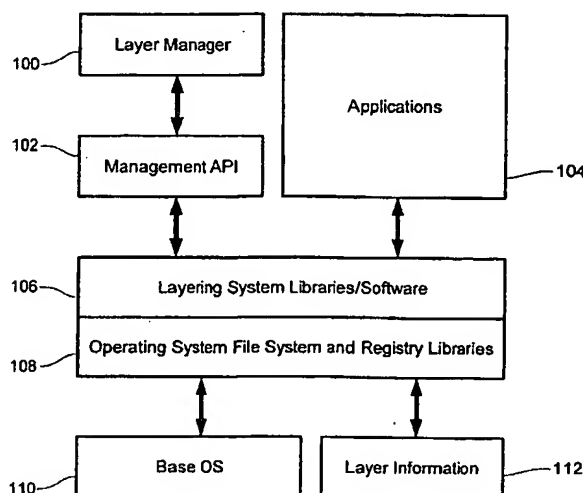 Layer Manager
100
Applications
102
Management API
104
106
Layering System Libraries/Software
108
Operating System File System and Registry Libraries
Base OS
Layer Information
110
112